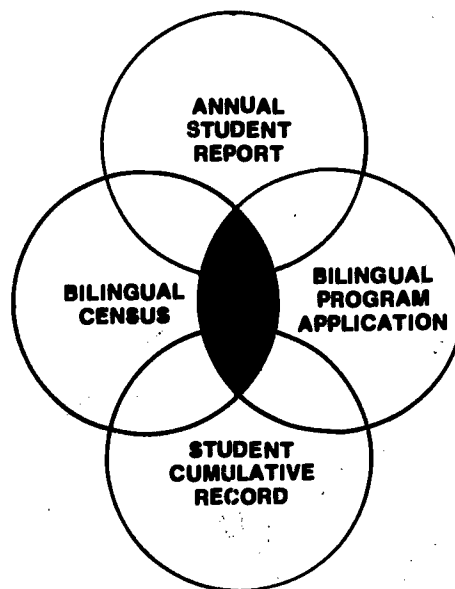 ANNUAL
STUDENT
REPORT
BILINGUAL
CENSUS
BILINGUAL
PROGRAM
APPLICATION
STUDENT
CUMULATIVE
RECORD